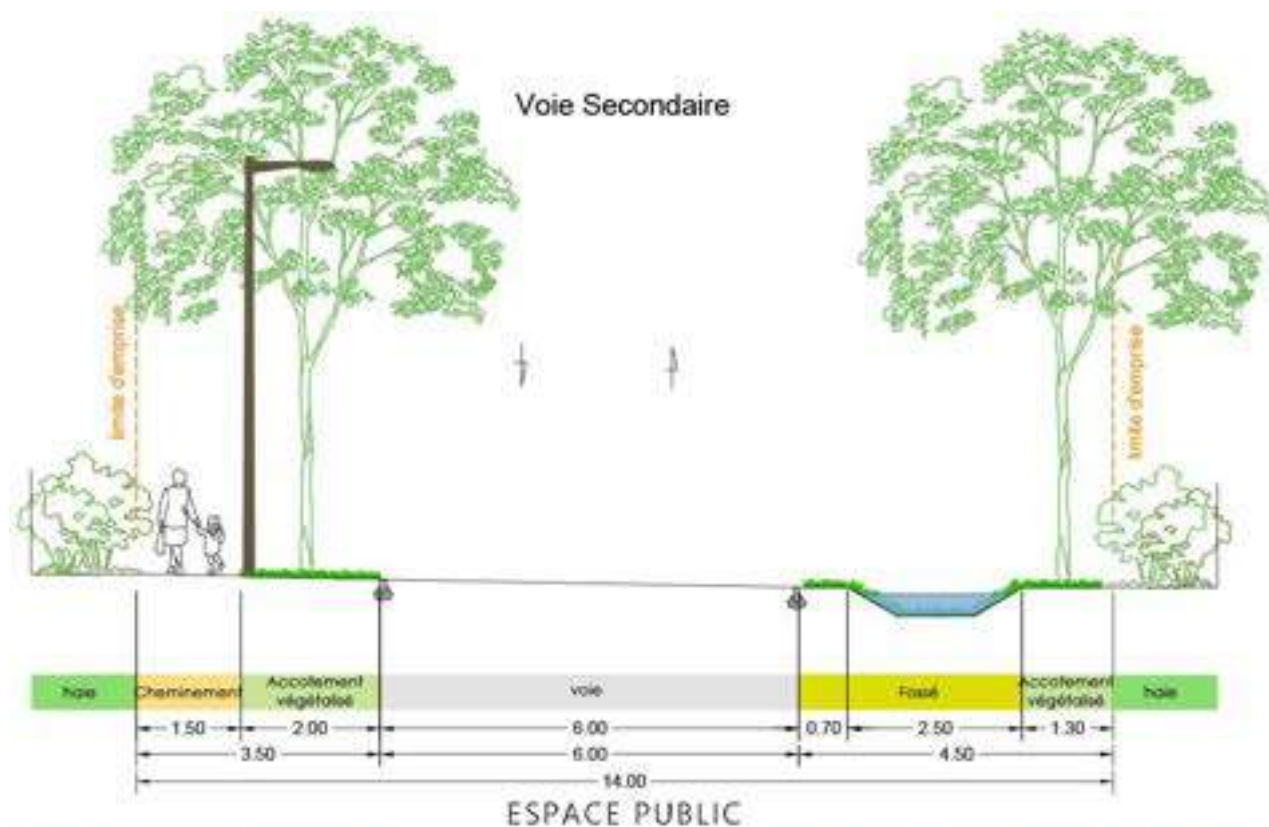 Voie Secondaire
limite d'emprise
limite d'emprise
haie
Cheminement
Accotement
végétalisé
voie
Fossé
Accotement
végétalisé
haie
1.50
2.00
6.00
0.70
2.50
1.30
3.50
6.00
4.50
14.00
ESPACE PUBLIC